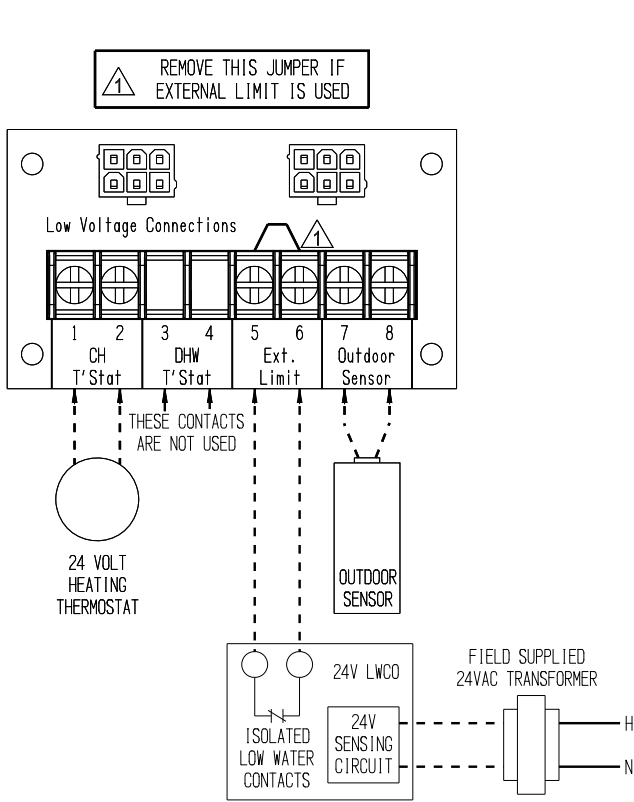 1
REMOVE THIS JUMPER IF
EXTERNAL LIMIT IS USED
Low Voltage Connections
1
1 2 3 4 5 6 7 8
CH DHW Ext. Outdoor
T'Stat T'Stat Limit Sensor
THESE CONTACTS
ARE NOT USED
24 VOLT
HEATING
THERMOSTAT
OUTDOOR
SENSOR
24V LWCO
ISOLATED
LOW WATER
CONTACTS
24V
SENSING
CIRCUIT
FIELD SUPPLIED
24VAC TRANSFORMER
H
N